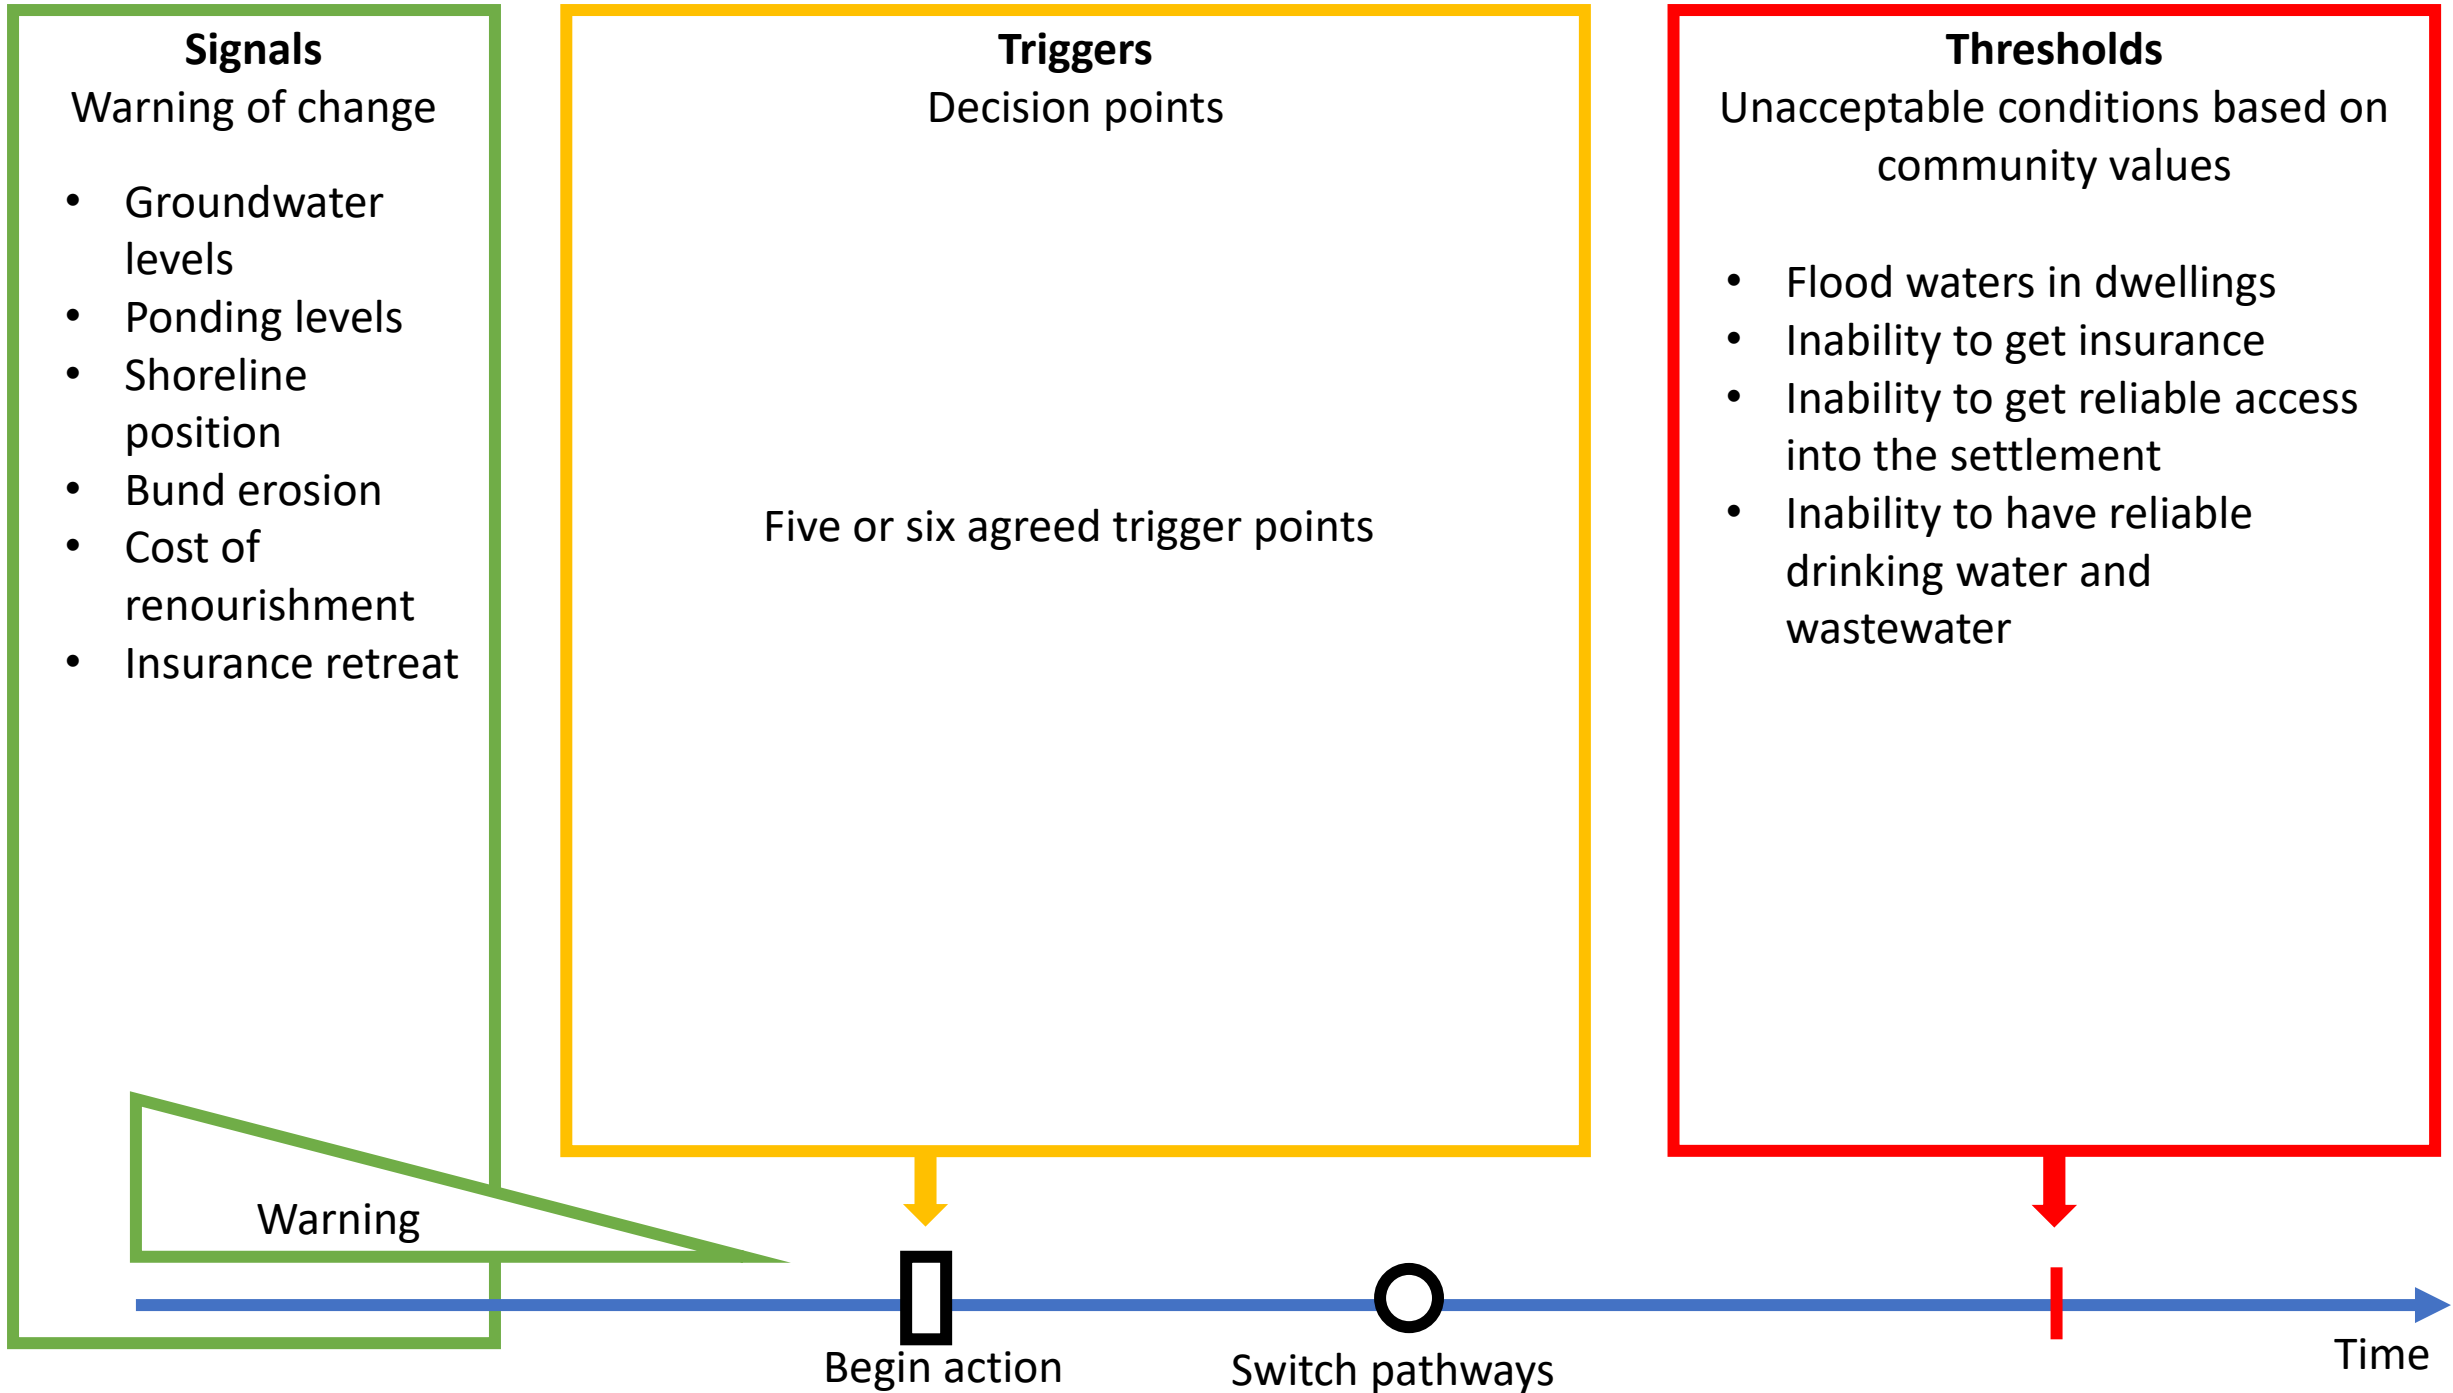 Signals
Warning of change
• Groundwater
levels
• Ponding levels
• Shoreline
position
• Bund erosion
• Cost of
renourishment
• Insurance retreat
Warning
Triggers
Decision points
Five or six agreed trigger points
Thresholds
Unacceptable conditions based on
community values
• Flood waters in dwellings
• Inability to get insurance
• Inability to get reliable access
into the settlement
• Inability to have reliable
drinking water and
wastewater
Begin action
Switch pathways
Time